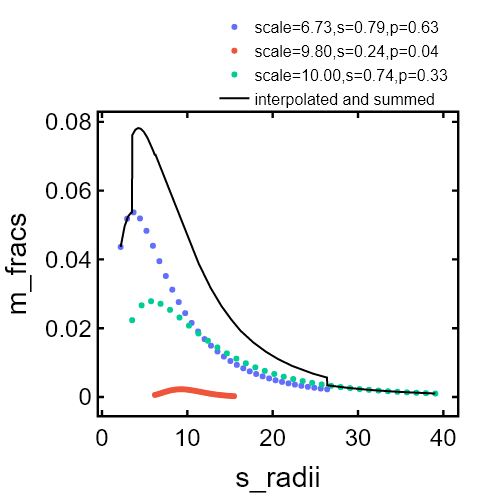 scale=6.73,s=0.79,p=0.63
scale=9.80,s=0.24,p=0.04
scale=10.00,s=0.74,p=0.33
interpolated and summed
0.08
0.06
0.04
0.02
0
m_fracs
0 10 20 30 40
s_radii